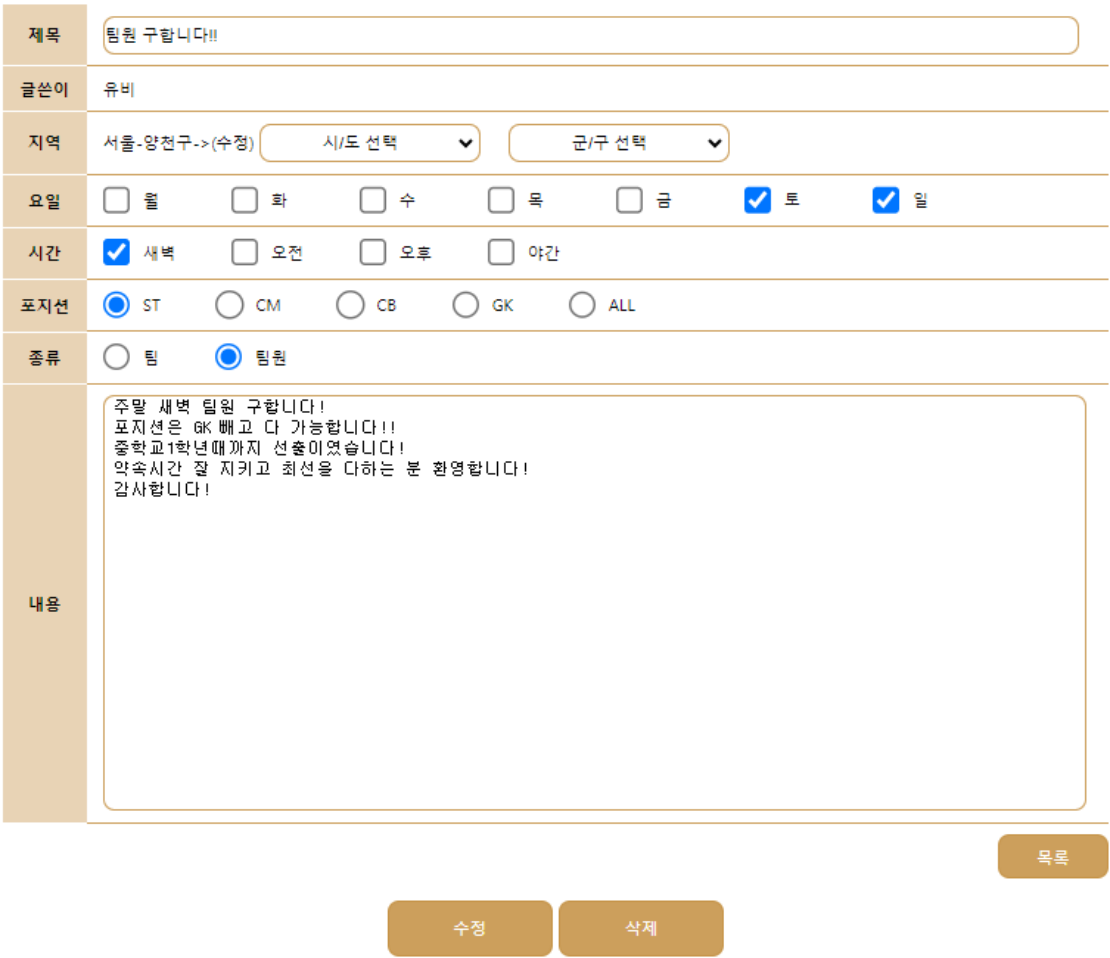 제목 팀원 구합니다!!
글쓴이 유비
지역 서울-양천구->(수정) 시/도 선택 군/구 선택
요일 월 화 수 목 금 토 일
시간 새벽 오전 오후 야간
포지션 ST CM CB GK ALL
종류 팀 팀원
주말 새벽 팀원 구합니다!
포지션은 GK 빼고 다 가능합니다!!
중학교1학년때까지 선출이였습니다!
약속시간 잘 지키고 최선을 다하는 분 환영합니다!
감사합니다!
내용
목록
수정 삭제